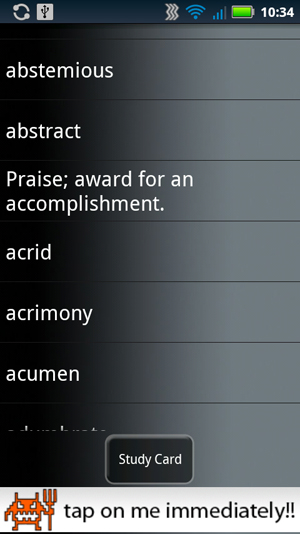 10:34
abstemious
abstract
Praise; award for an
accomplishment.
acrid
acrimony
acumen
Study Card
tap on me immediately!!